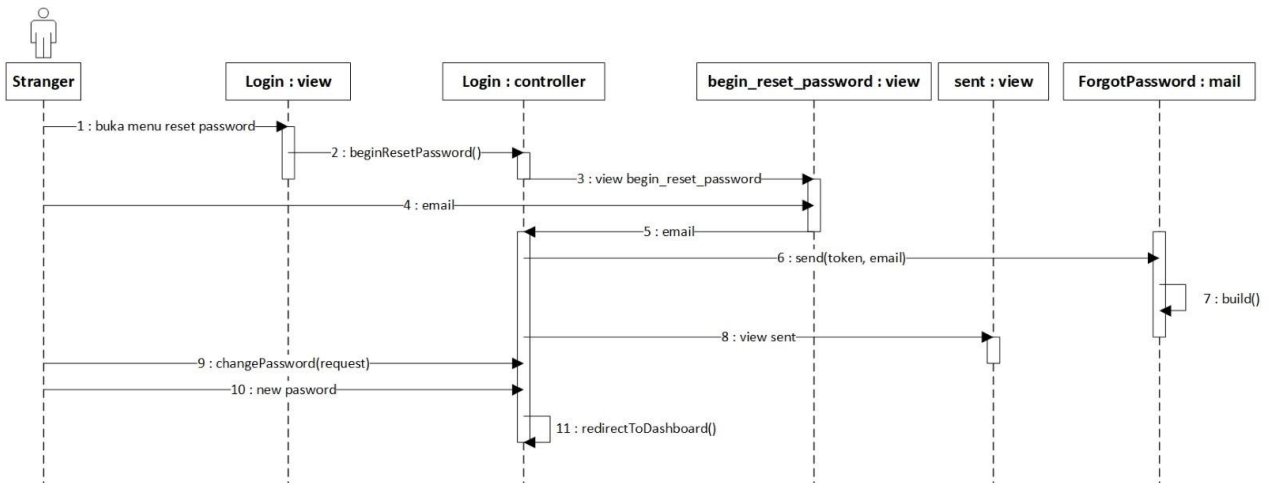 Stranger
Login : view
Login : controller
begin_reset_password : view
sent : view
ForgotPassword : mail
1 : buka menu reset password
2 : beginResetPassword()
3 : view begin_reset_password
4 : email
5 : email
6 : send(token, email)
7 : build()
8 : view sent
9 : changePassword(request)
10 : new pasword
11 : redirectToDashboard()